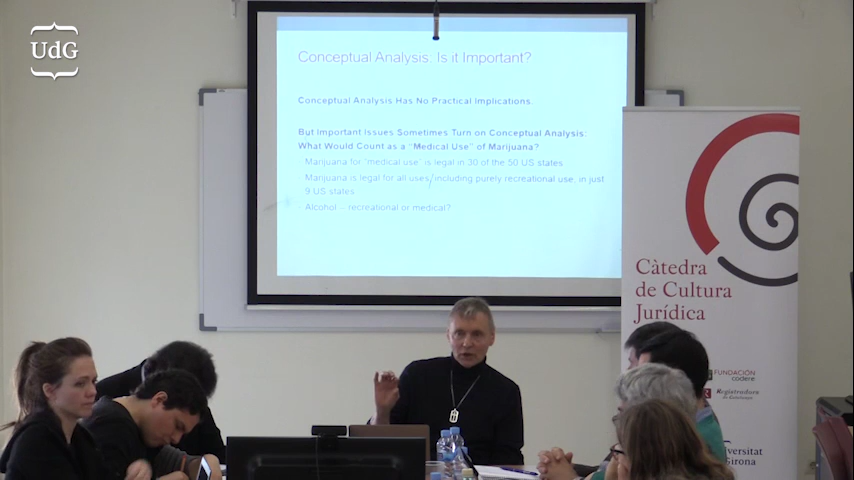 UdG
Conceptual Analysis: Is it Important?
Conceptual Analysis Has No Practical Implications.
But Important Issues Sometimes Turn on Conceptual Analysis:
What Would Count as a "Medical Use" of Marijuana?
Marijuana for "medical use" is legal in 30 of the 50 US states
Marijuana is legal for all uses/including purely recreational use, in just
9 US states
- Alcohol – recreational or medical?
Càtedra
de Cultura
Jurídica
FUNDACIÓN
codere
Registradores